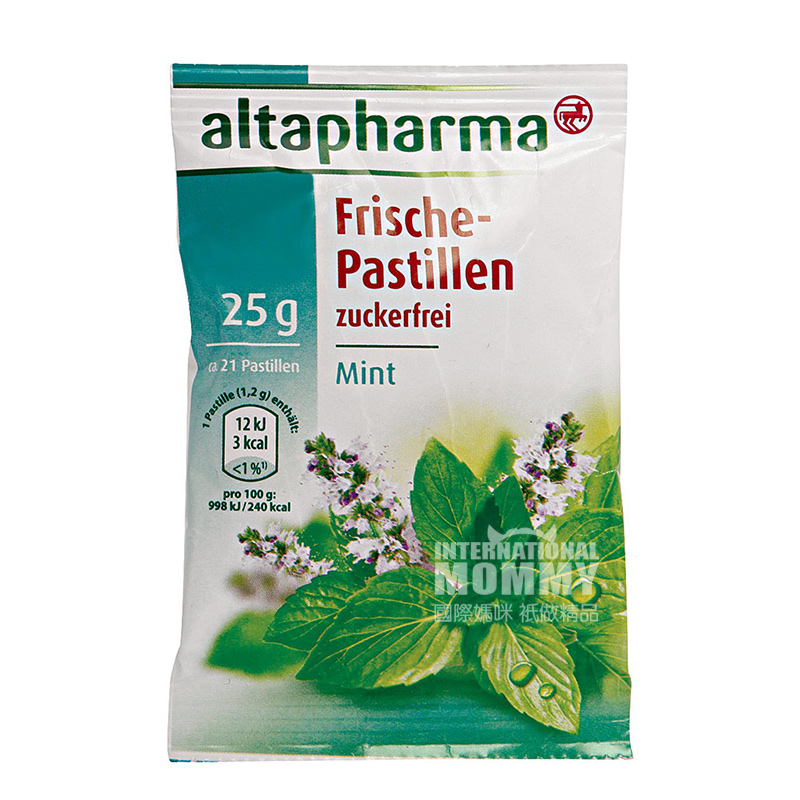 altapharma
Frische-
Pastillen
zuckerfrei
Mint
25 g
ca. 21 Pastillen
1 Pastille (1,2 g) enthält:
12 kJ
3 kcal
<1 %¹⁾
pro 100 g:
998 kJ/240 kcal
INTERNATIONAL
MOMMY
國際媽咪 祇做精品